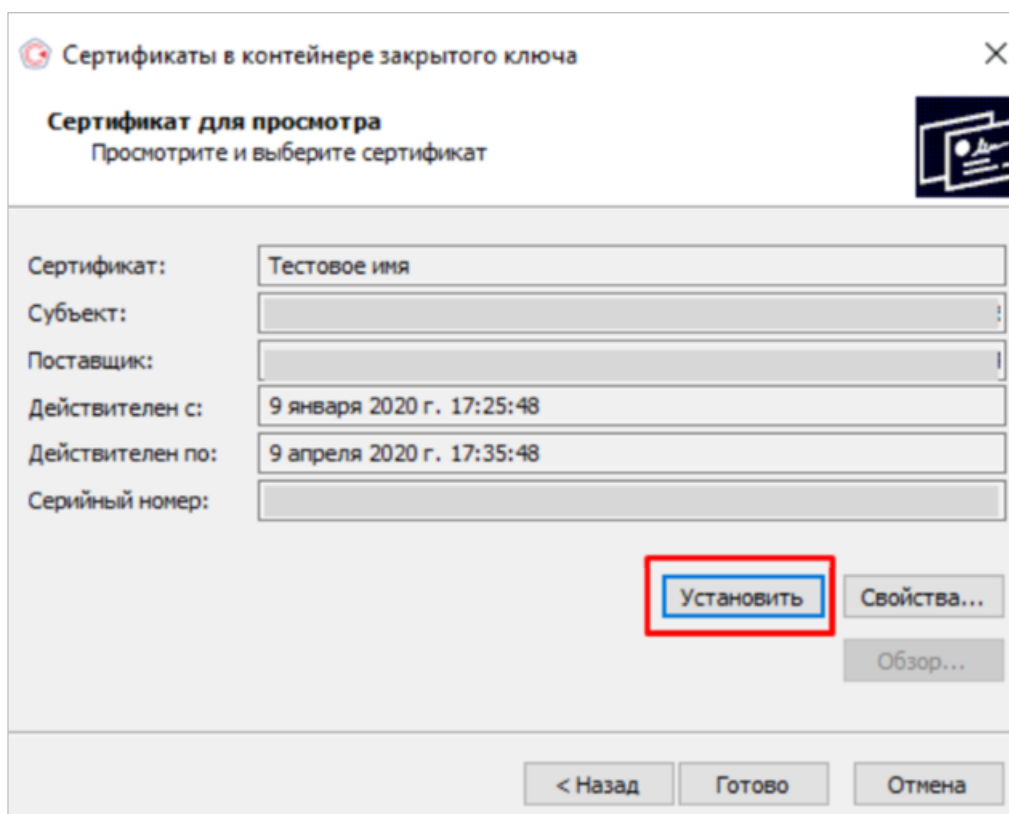 Сертификаты в контейнере закрытого ключа
Сертификат для просмотра
Просмотрите и выберите сертификат
Сертификат: Тестовое имя
Субъект:
Поставщик:
Действителен с: 9 января 2020 г. 17:25:48
Действителен по: 9 апреля 2020 г. 17:35:48
Серийный номер:
Установить Свойства...
Обзор...
< Назад Готово Отмена